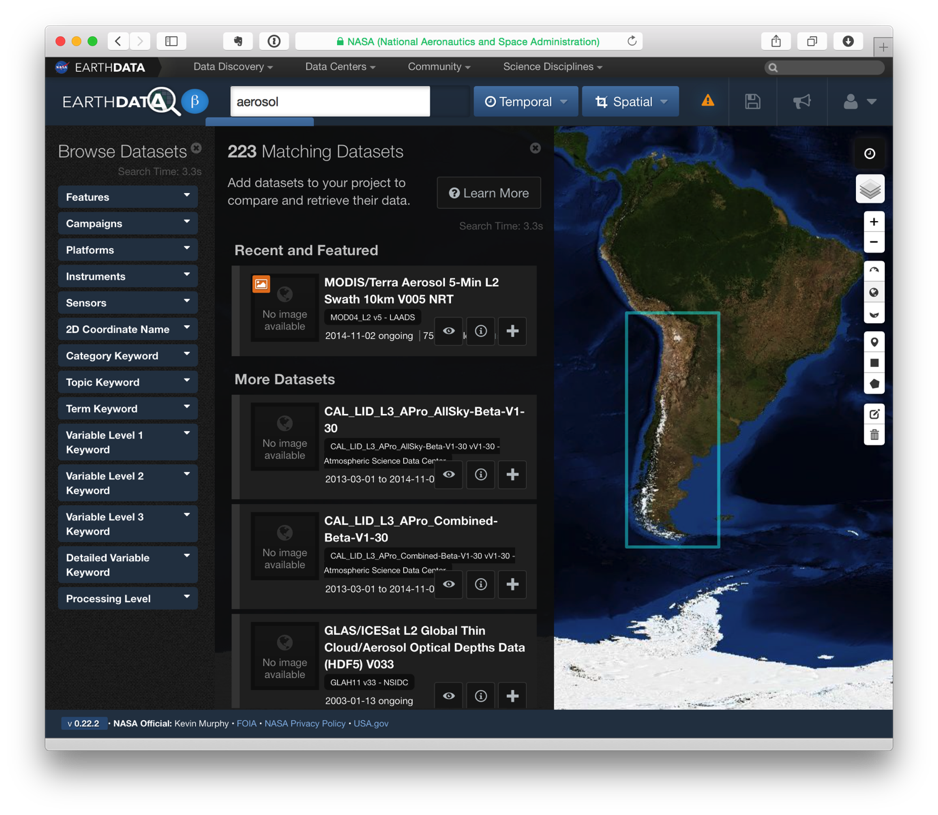 NASA (National Aeronautics and Space Administration)
EARTHDATA
Data Discovery
Data Centers
Community
Science Disciplines
EARTHDATA β
aerosol
Temporal
Spatial
Browse Datasets
Search Time: 3.3s
Features
Campaigns
Platforms
Instruments
Sensors
2D Coordinate Name
Category Keyword
Topic Keyword
Term Keyword
Variable Level 1
Keyword
Variable Level 2
Keyword
Variable Level 3
Keyword
Detailed Variable
Keyword
Processing Level
223 Matching Datasets
Add datasets to your project to
compare and retrieve their data.
Learn More
Search Time: 3.3s
Recent and Featured
No image
available
MODIS/Terra Aerosol 5-Min L2
Swath 10km V005 NRT
MOD04_L2 v5 - LAADS
2014-11-02 ongoing | 75
More Datasets
No image
available
CAL_LID_L3_APro_AllSky-Beta-V1-
30
CAL_LID_L3_APro_AllSky-Beta-V1-30 vV1-30 -
Atmospheric Science Data Center
2013-03-01 to 2014-11-0
No image
available
CAL_LID_L3_APro_Combined-
Beta-V1-30
CAL_LID_L3_APro_Combined-Beta-V1-30 vV1-30 -
Atmospheric Science Data Center
2013-03-01 to 2014-11-0
No image
available
GLAS/ICESat L2 Global Thin
Cloud/Aerosol Optical Depths Data
(HDF5) V033
GLAH11 v33 - NSIDC
2003-01-13 ongoing
v 0.22.2 • NASA Official: Kevin Murphy • FOIA • NASA Privacy Policy • USA.gov